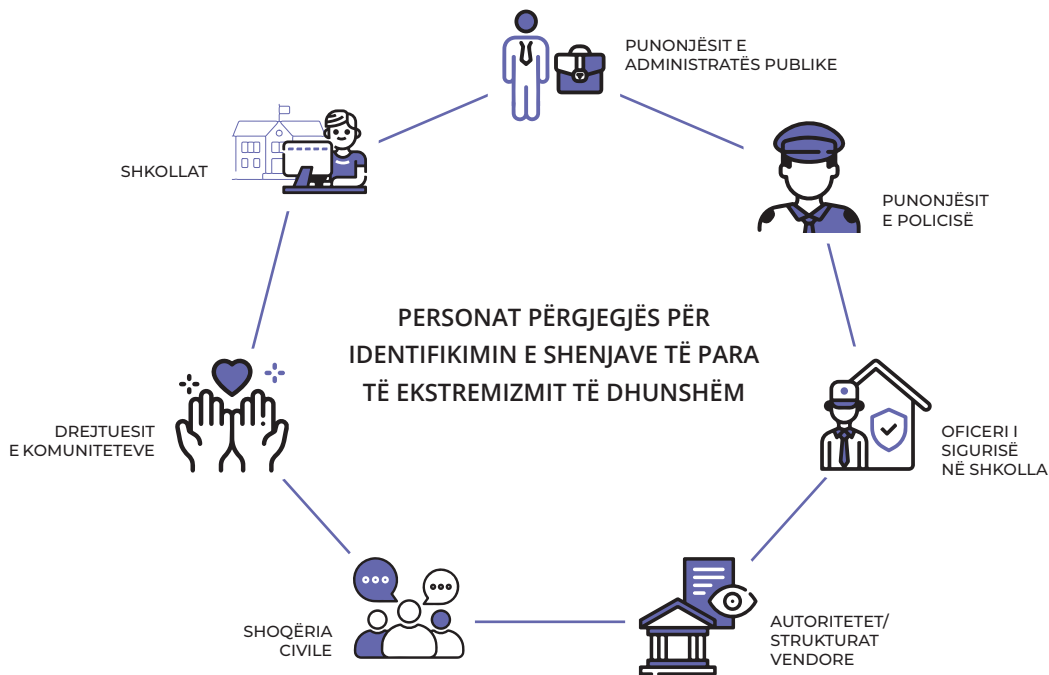 PUNONJËSIT E
ADMINISTRATËS PUBLIKE
SHKOLLAT
PUNONJËSIT
E POLICISË
PERSONAT PËRGJEGJËS PËR
IDENTIFIKIMIN E SHENJAVE TË PARA
TË EKSTREMIZMIT TË DHUNSHËM
DREJTUESIT
E KOMUNITETEVE
OFICERI I
SIGURISË
NË SHKOLLA
SHOQËRIA
CIVILE
AUTORITETET/
STRUKTURAT
VENDORE